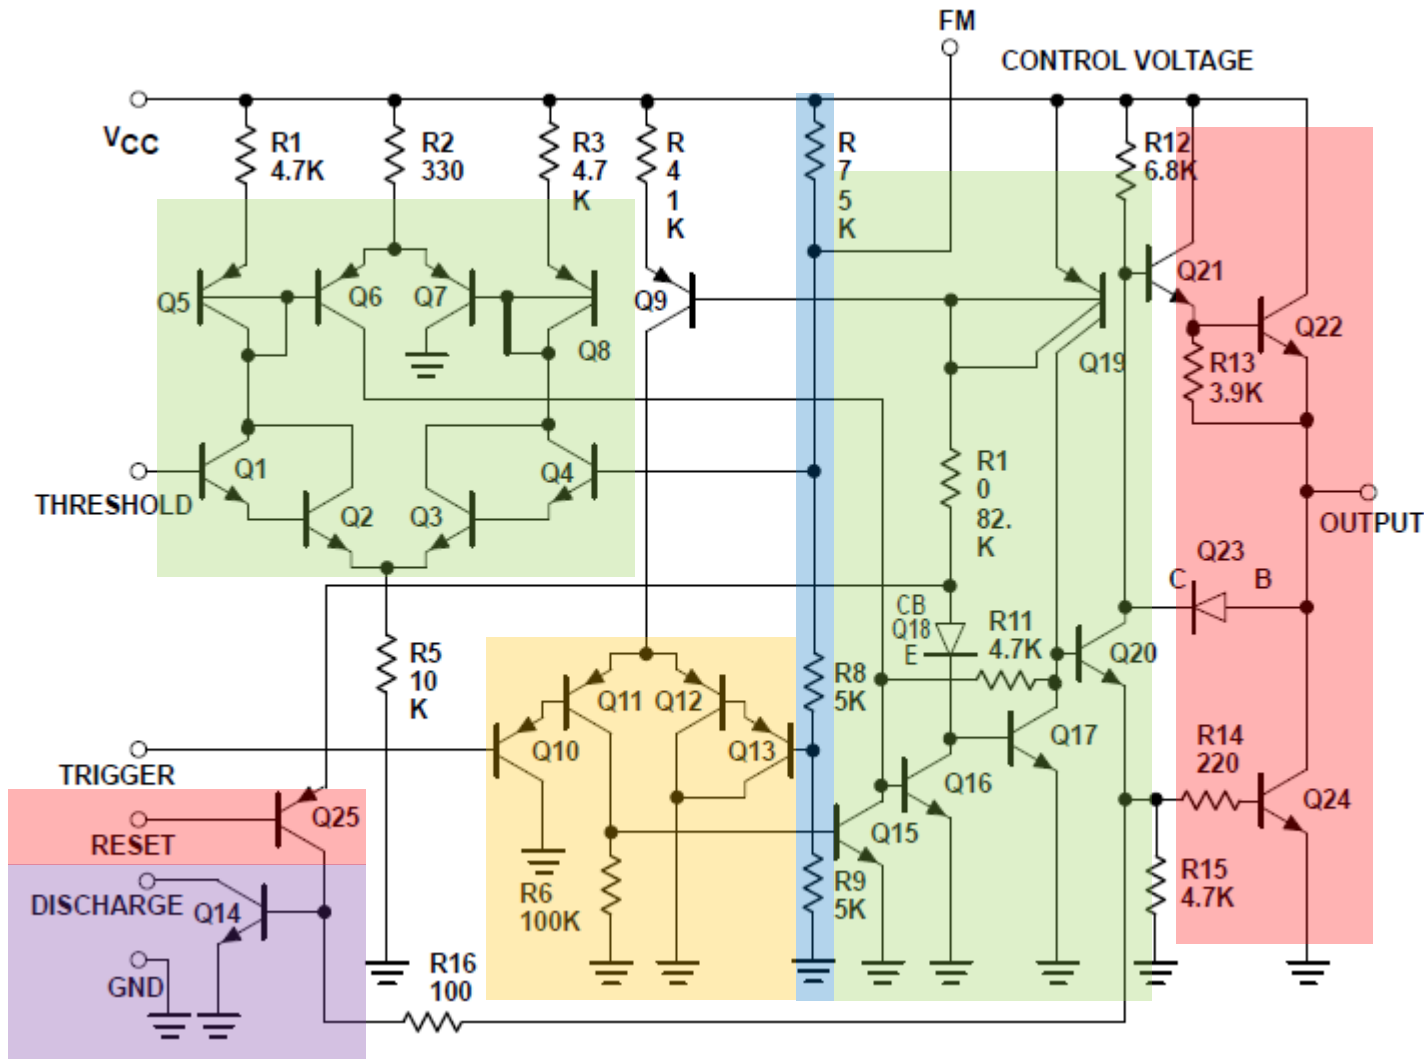 FM
CONTROL VOLTAGE
VCC
R1
4.7K
R2
330
R3
4.7
K
R
4
1
K
R
7
5
K
R12
6.8K
Q5
Q6
Q7
Q8
Q9
Q19
Q21
Q22
R13
3.9K
Q1
Q2
Q3
Q4
THRESHOLD
R1
0
82.
K
OUTPUT
Q23
C
B
CB
Q18
E
R11
4.7K
Q20
R5
10
K
R8
5K
Q11
Q12
Q10
Q13
TRIGGER
Q17
Q16
R14
220
Q24
Q25
RESET
Q15
DISCHARGE
Q14
R6
100K
R9
5K
R15
4.7K
GND
R16
100